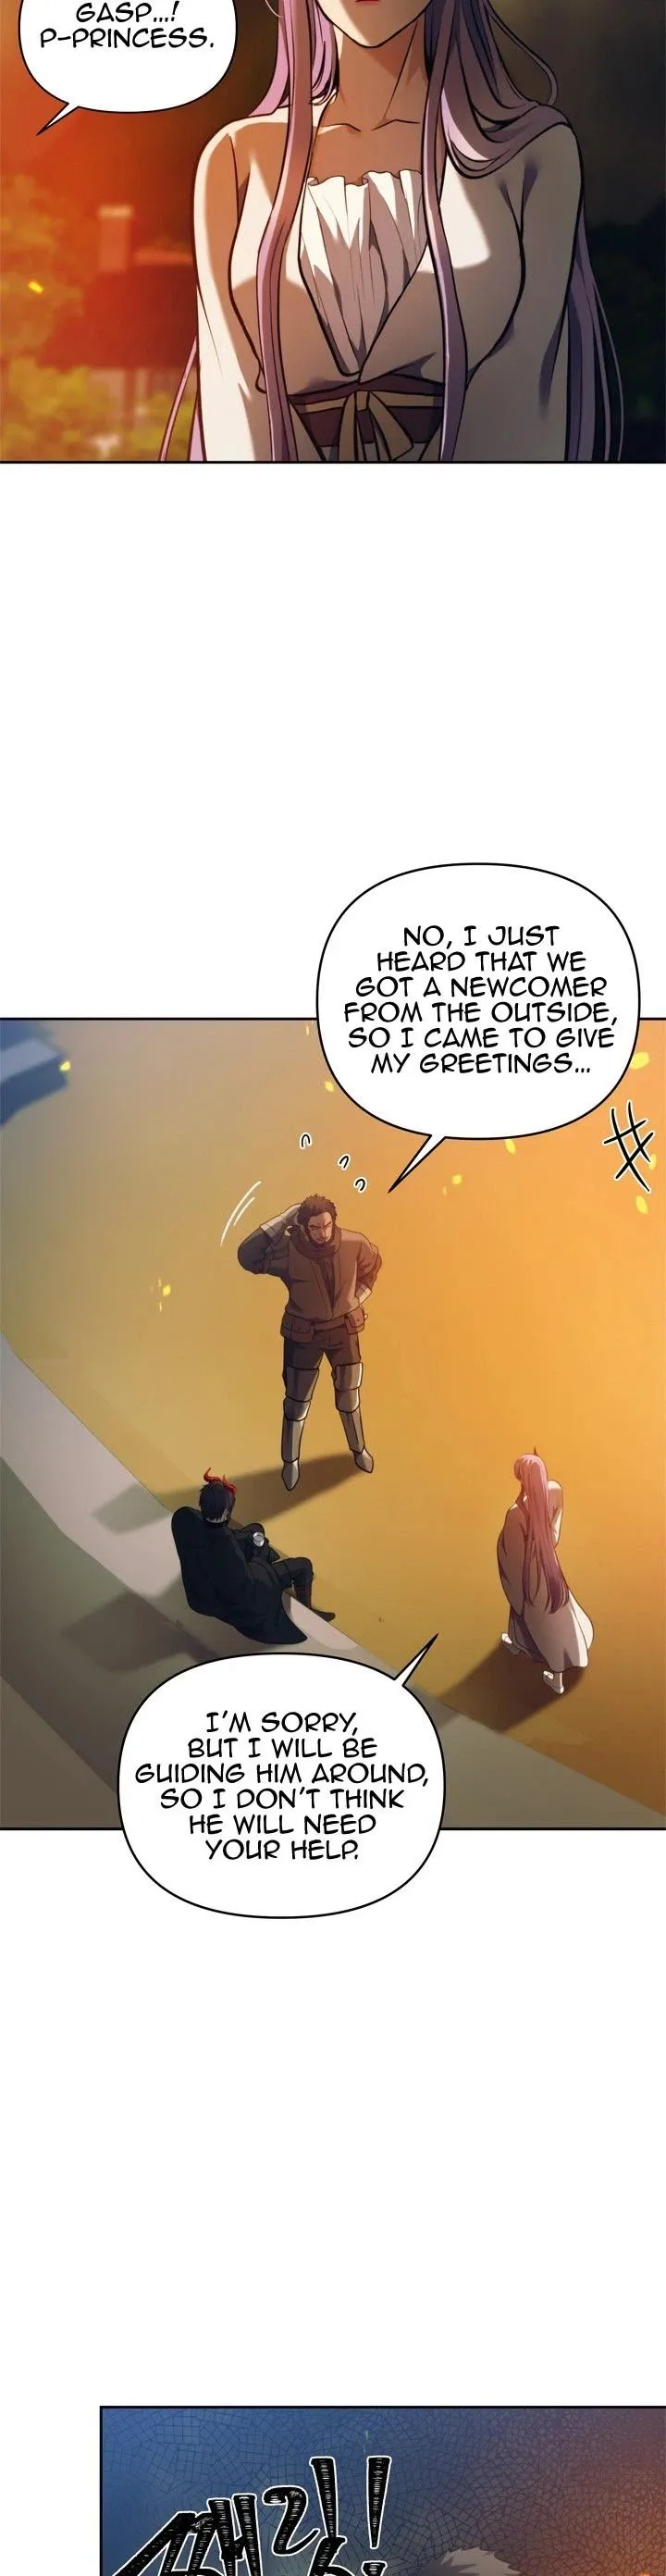 GASP...!
P-PRINCESS.
NO, I JUST
HEARD THAT WE
GOT A NEWCOMER
FROM THE OUTSIDE,
SO I CAME TO GIVE
MY GREETINGS...
I'M SORRY,
BUT I WILL BE
GUIDING HIM AROUND,
SO I DON'T THINK
HE WILL NEED
YOUR HELP.